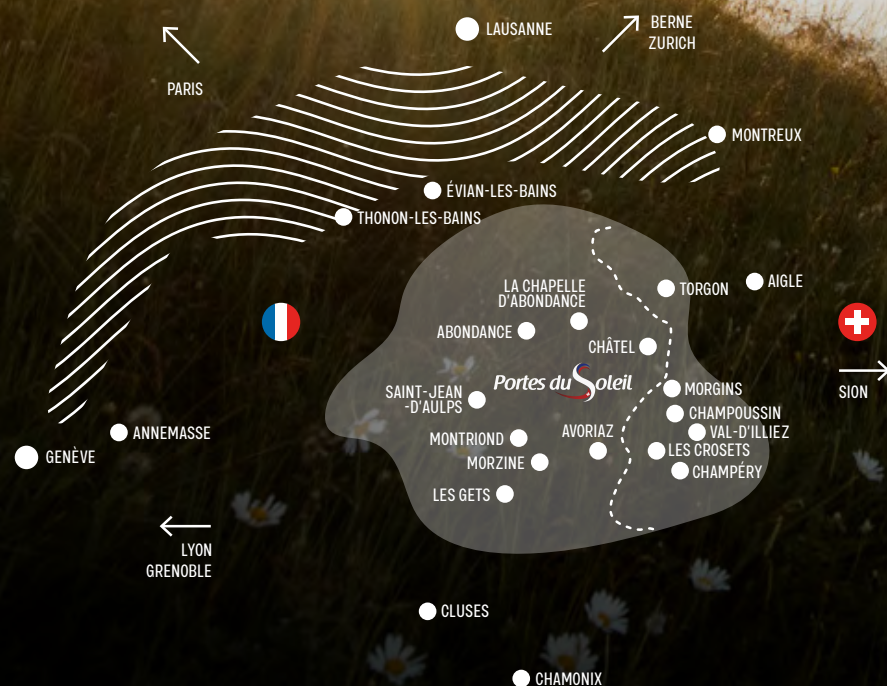 LAUSANNE
BERNE
ZURICH
PARIS
MONTREUX
ÉVIAN-LES-BAINS
THONON-LES-BAINS
LA CHAPELLE
D'ABONDANCE
TORGON
AIGLE
ABONDANCE
CHÂTEL
Portes du Soleil
SION
SAINT-JEAN
-D'AULPS
MORGINS
CHAMPOUSSIN
VAL-D'ILLIEZ
AVORIAZ
MONTRIOND
LES CROSETS
MORZINE
CHAMPÉRY
LES GETS
ANNEMASSE
GENÈVE
LYON
GRENOBLE
CLUSES
CHAMONIX